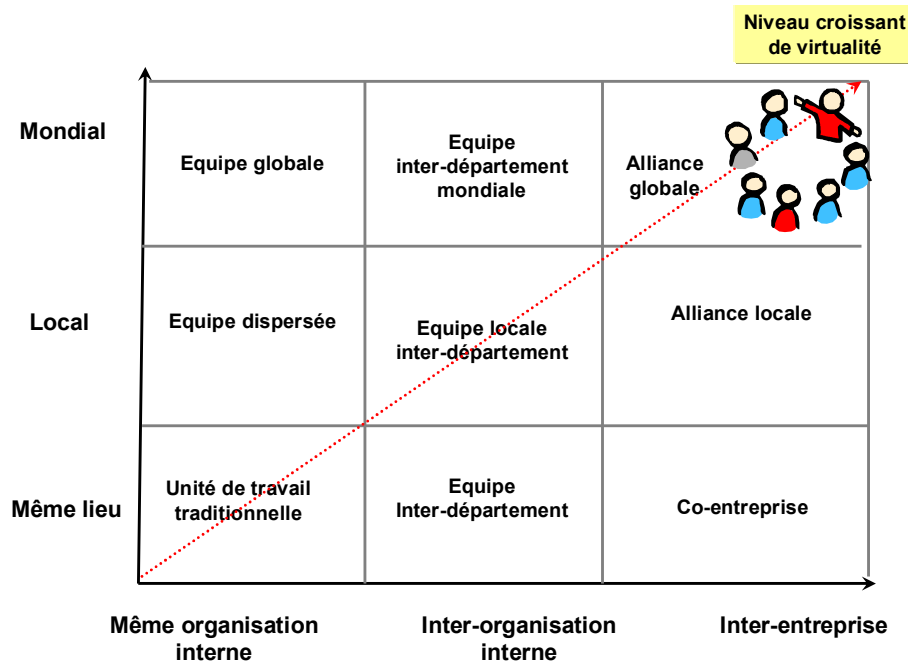 Niveau croissant
de virtualité
Mondial
Equipe globale
Equipe
inter-département
mondiale
Alliance
globale
Local
Equipe dispersée
Equipe locale
inter-département
Alliance locale
Même lieu
Unité de travail
traditionnelle
Equipe
Inter-département
Co-entreprise
Même organisation
interne
Inter-organisation
interne
Inter-entreprise